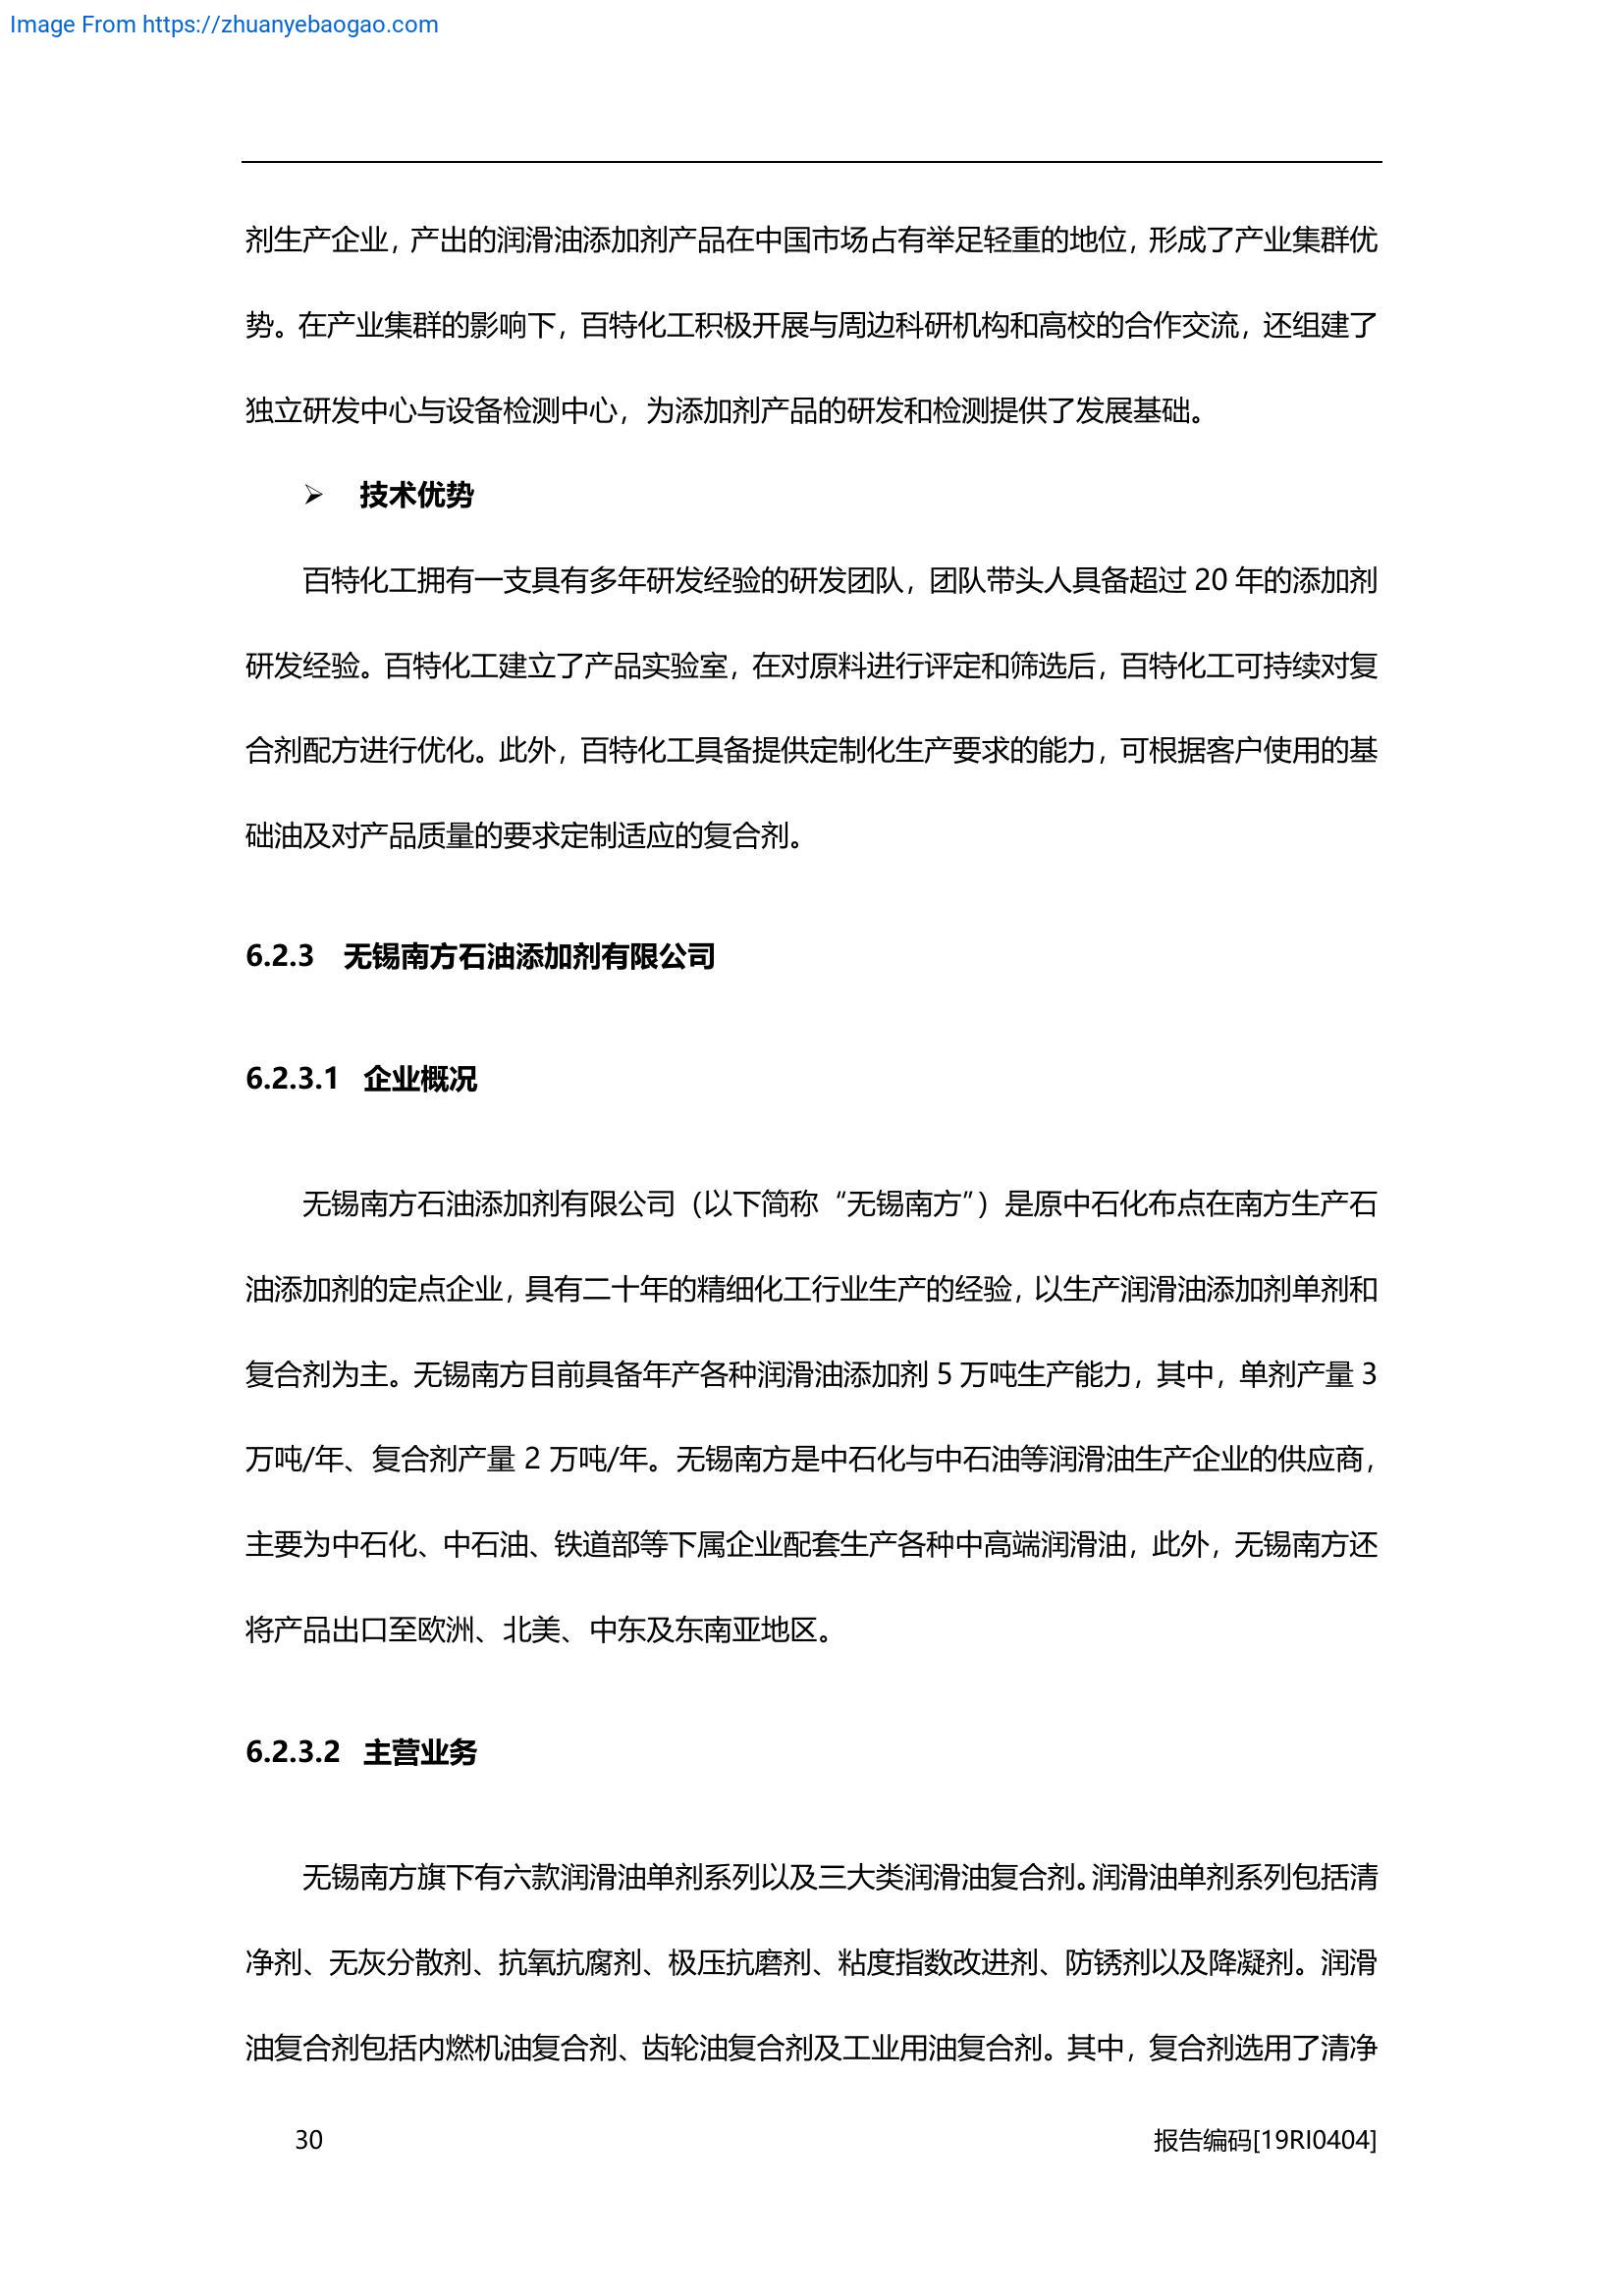 Image From https://zhuanyebaogao.com
剂生产企业，产出的润滑油添加剂产品在中国市场占有举足轻重的地位，形成了产业集群优
势。在产业集群的影响下，百特化工积极开展与周边科研机构和高校的合作交流，还组建了
独立研发中心与设备检测中心，为添加剂产品的研发和检测提供了发展基础。
➢ 技术优势
百特化工拥有一支具有多年研发经验的研发团队，团队带头人具备超过 20 年的添加剂
研发经验。百特化工建立了产品实验室，在对原料进行评定和筛选后，百特化工可持续对复
合剂配方进行优化。此外，百特化工具备提供定制化生产要求的能力，可根据客户使用的基
础油及对产品质量的要求定制适应的复合剂。
6.2.3 无锡南方石油添加剂有限公司
6.2.3.1 企业概况
无锡南方石油添加剂有限公司（以下简称“无锡南方”）是原中石化布点在南方生产石
油添加剂的定点企业，具有二十年的精细化工行业生产的经验，以生产润滑油添加剂单剂和
复合剂为主。无锡南方目前具备年产各种润滑油添加剂 5 万吨生产能力，其中，单剂产量 3
万吨/年、复合剂产量 2 万吨/年。无锡南方是中石化与中石油等润滑油生产企业的供应商，
主要为中石化、中石油、铁道部等下属企业配套生产各种中高端润滑油，此外，无锡南方还
将产品出口至欧洲、北美、中东及东南亚地区。
6.2.3.2 主营业务
无锡南方旗下有六款润滑油单剂系列以及三大类润滑油复合剂。润滑油单剂系列包括清
净剂、无灰分散剂、抗氧抗腐剂、极压抗磨剂、粘度指数改进剂、防锈剂以及降凝剂。润滑
油复合剂包括内燃机油复合剂、齿轮油复合剂及工业用油复合剂。其中，复合剂选用了清净
30
报告编码[19RI0404]